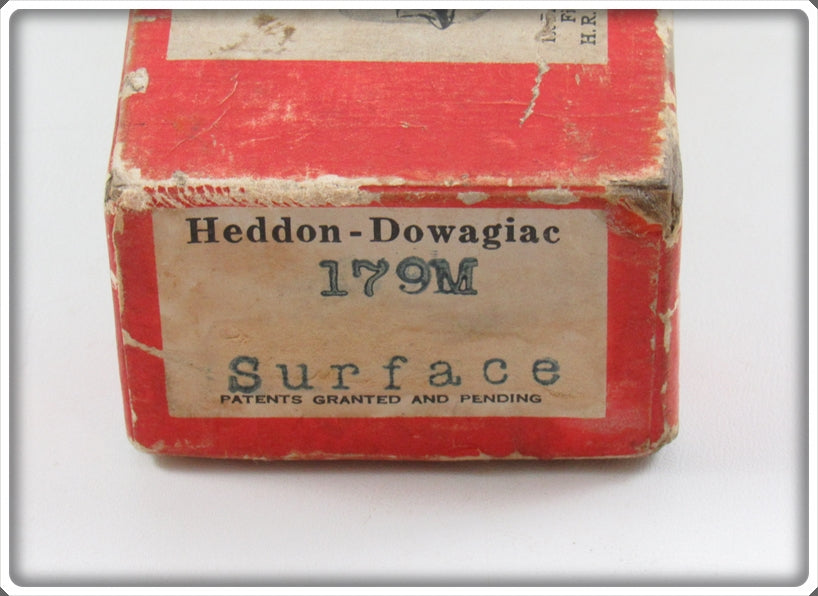 H.R.
Heddon-Dowagiac
179M
Surface
PATENTS GRANTED AND PENDING